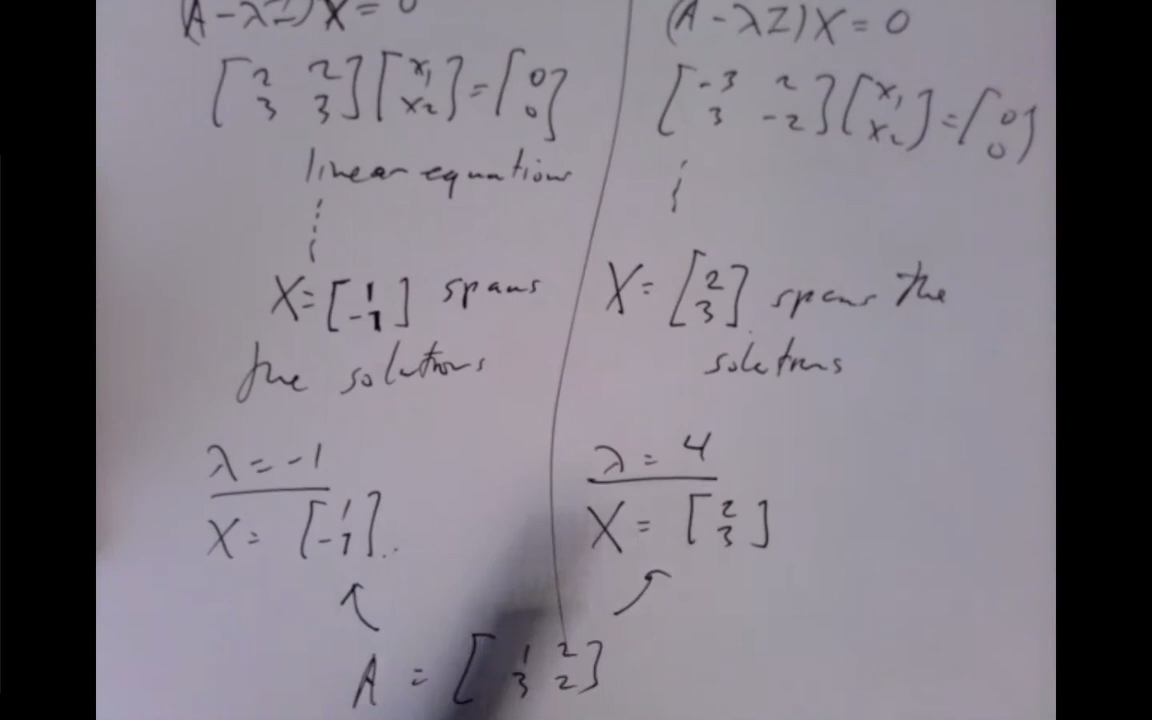 (A - λI) X = 0
[2 2
3 3] [x₁
x₂] = [0
0]
linear equations
X = [1
-1] spans
the solutions
λ = -1
X = [1
-1]
(A - λI) X = 0
[-3 2
3 -2] [x₁
x₂] = [0
0]
X = [2
3] spans the
solutions
λ = 4
X = [2
3]
A = [1 2
3 2]